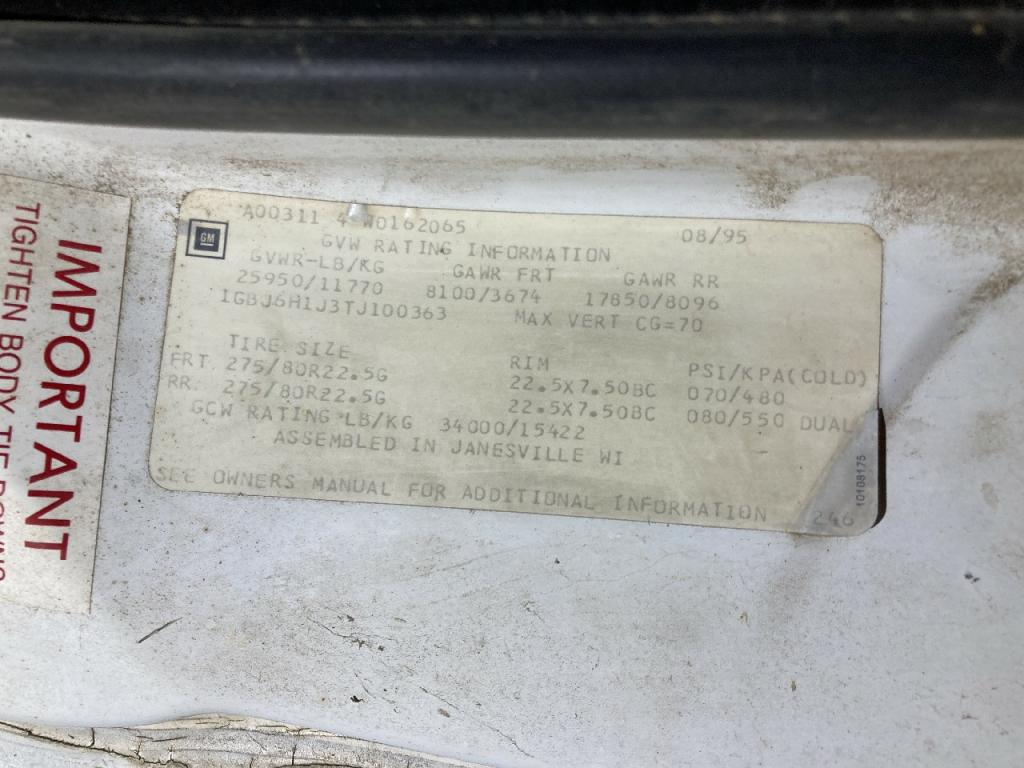 A00311 4 W0162065 08/95
GM
GVW RATING INFORMATION
GVWR-LB/KG GAWR FRT GAWR RR
25950/11770 8100/3674 17850/8096
1GBJ6H1J3TJ100363 MAX VERT CG=70
TIRE SIZE RIM PSI/KPA(COLD)
FRT 275/80R22.5G 22.5X7.50BC 070/480
RR 275/80R22.5G 22.5X7.50BC 080/550 DUAL
GCW RATING LB/KG 34000/15422
ASSEMBLED IN JANESVILLE WI
SEE OWNERS MANUAL FOR ADDITIONAL INFORMATION 246
10108175
IMPORTANT
TIGHTEN BODY TIE DOWNS